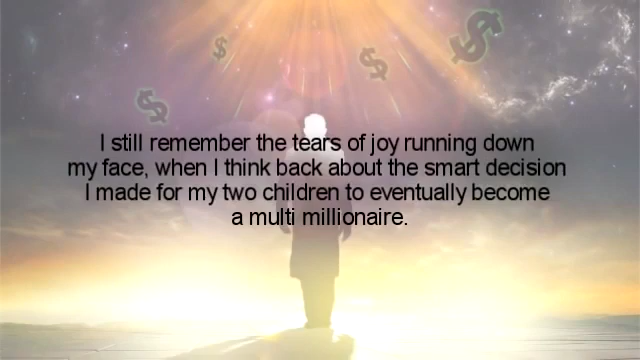 I still remember the tears of joy running down
my face, when I think back about the smart decision
I made for my two children to eventually become
a multi millionaire.